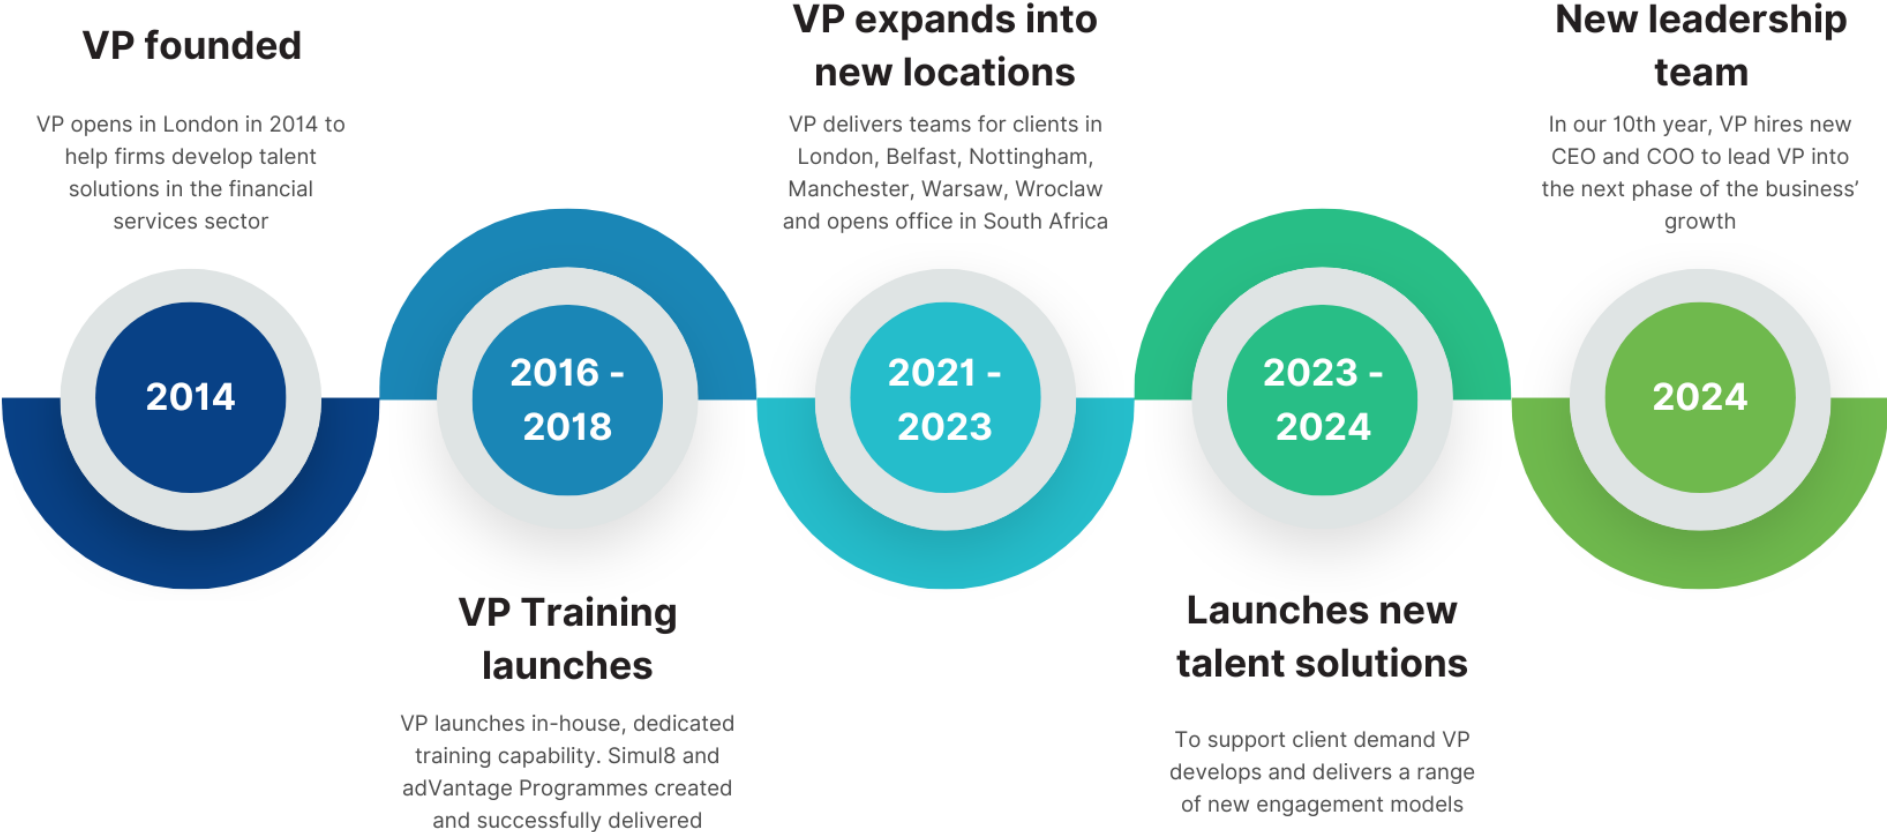 VP founded
VP opens in London in 2014 to
help firms develop talent
solutions in the financial
services sector
2014
2016 -
2018
VP Training
launches
VP launches in-house, dedicated
training capability. Simul8 and
adVantage Programmes created
and successfully delivered
VP expands into
new locations
VP delivers teams for clients in
London, Belfast, Nottingham,
Manchester, Warsaw, Wroclaw
and opens office in South Africa
2021 -
2023
2023 -
2024
Launches new
talent solutions
To support client demand VP
develops and delivers a range
of new engagement models
New leadership
team
In our 10th year, VP hires new
CEO and COO to lead VP into
the next phase of the business’
growth
2024